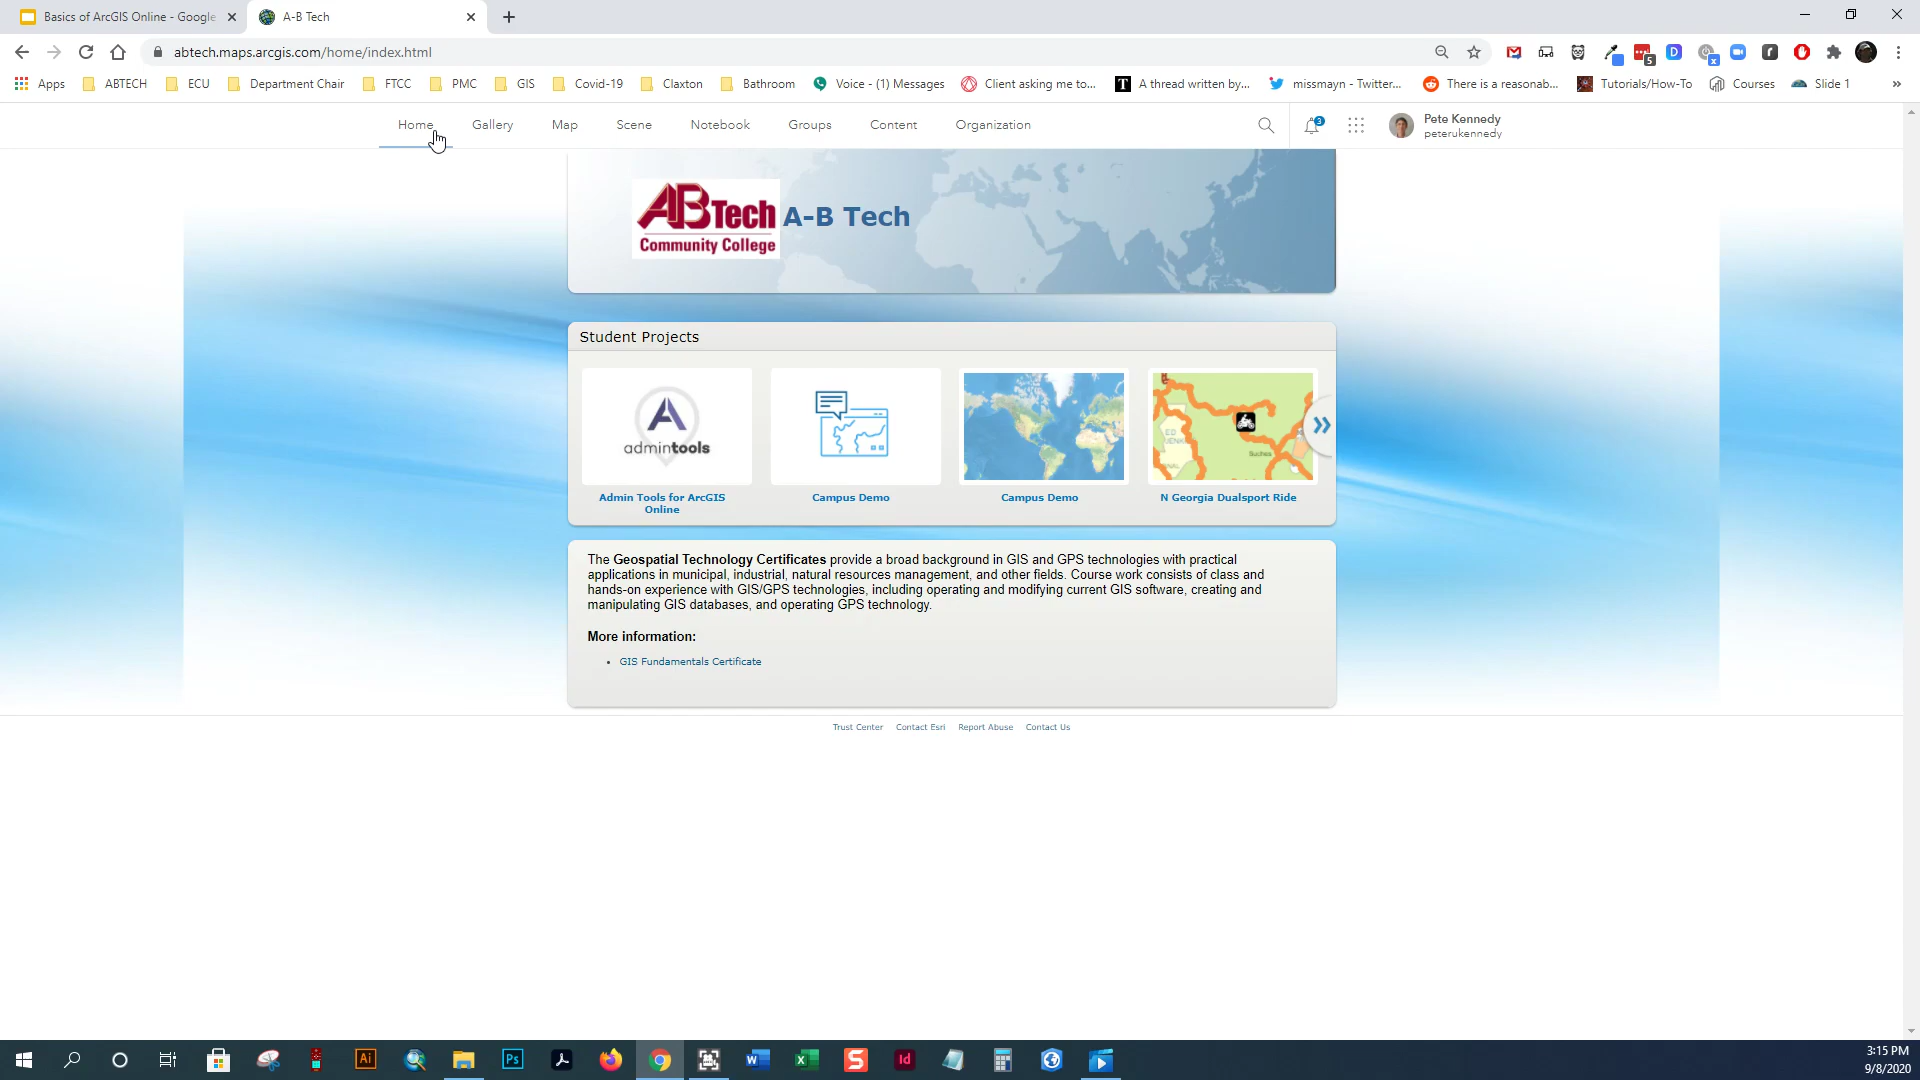 Basics of ArcGIS Online - Google
A-B Tech
abtech.maps.arcgis.com/home/index.html
5
Apps ABTECH ECU Department Chair FTCC PMC GIS Covid-19 Claxton Bathroom Voice - (1) Messages Client asking me to... A thread written by... missmayn - Twitter... There is a reasonab... Tutorials/How-To Courses Slide 1 »
Home Gallery Map Scene Notebook Groups Content Organization
3
Pete Kennedy
peterukennedy
ABTech
Community College
A-B Tech
Student Projects
admintools
Admin Tools for ArcGIS
Online
Campus Demo
Campus Demo
Suches
N Georgia Dualsport Ride
The Geospatial Technology Certificates provide a broad background in GIS and GPS technologies with practical
applications in municipal, industrial, natural resources management, and other fields. Course work consists of class and
hands-on experience with GIS/GPS technologies, including operating and modifying current GIS software, creating and
manipulating GIS databases, and operating GPS technology.
More information:
• GIS Fundamentals Certificate
Trust Center Contact Esri Report Abuse Contact Us
3:15 PM
9/8/2020